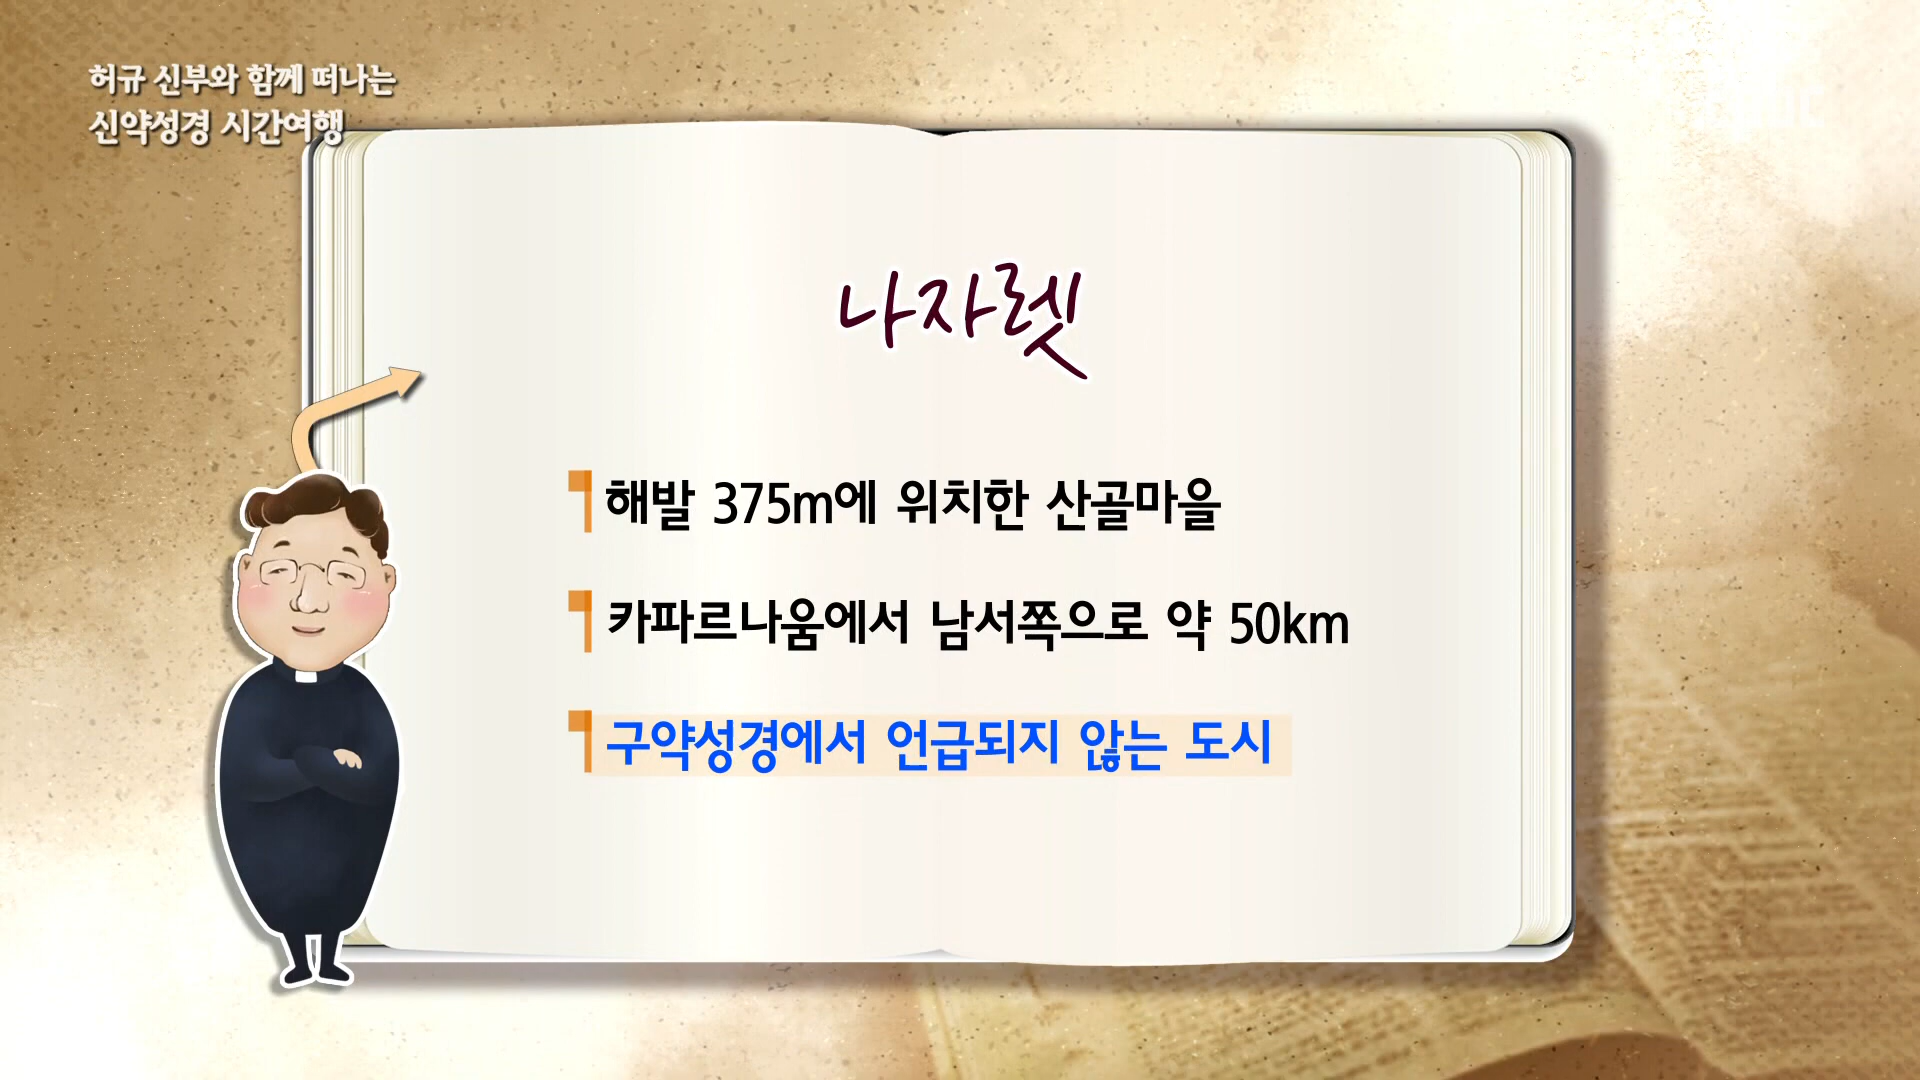 허규 신부와 함께 떠나는
신약성경 시간여행
나자렛
해발 375m에 위치한 산골마을
카파르나움에서 남서쪽으로 약 50km
구약성경에서 언급되지 않는 도시